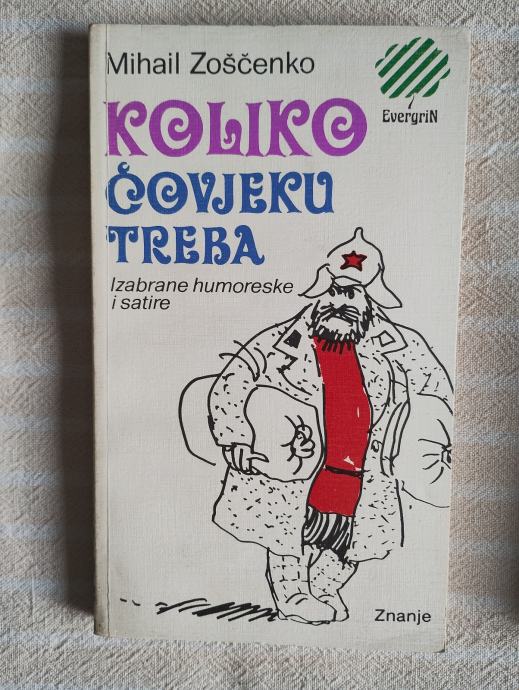 Mihail Zoščenko
EvergriN
KOLIKO
ČOVJEKU
TREBA
Izabrane humoreske
i satire
Znanje